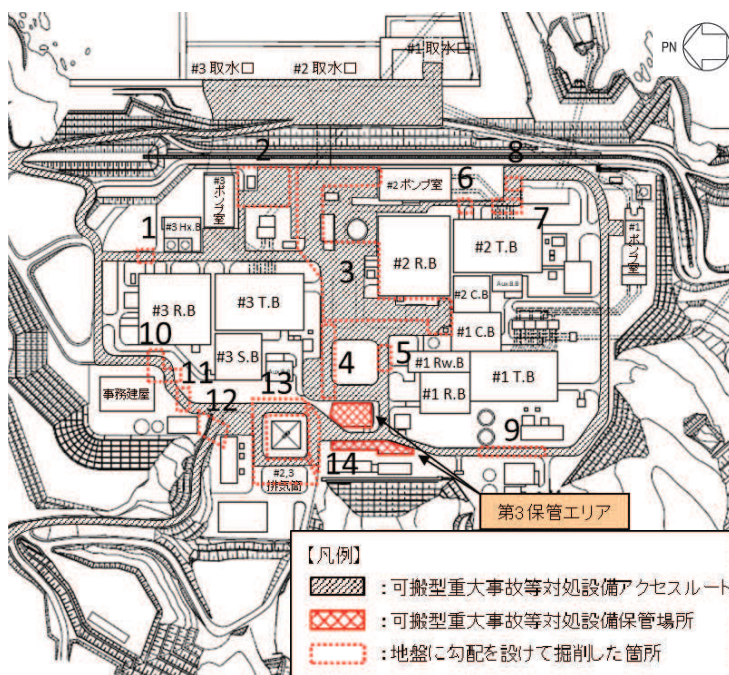 #1 取水口
#3 取水口
#2 取水口
PN
2
8
#3
ポンプ室
#2 ポンプ室
6
7
1
#3 Hx.B
#1
ポンプ室
#2 R.B
#2 T.B
3
#3 R.B
#3 T.B
#2 C.B
Aux.B.B
#1 C.B
10
#3 S.B
4
5
#1 Rw.B
#1 T.B
11
13
#1 R.B
事務建屋
12
9
14
#2,3
排気筒
第3保管エリア
【凡例】
:可搬型重大事故等対処設備アクセスルート
:可搬型重大事故等対処設備保管場所
:地盤に勾配を設けて掘削した箇所